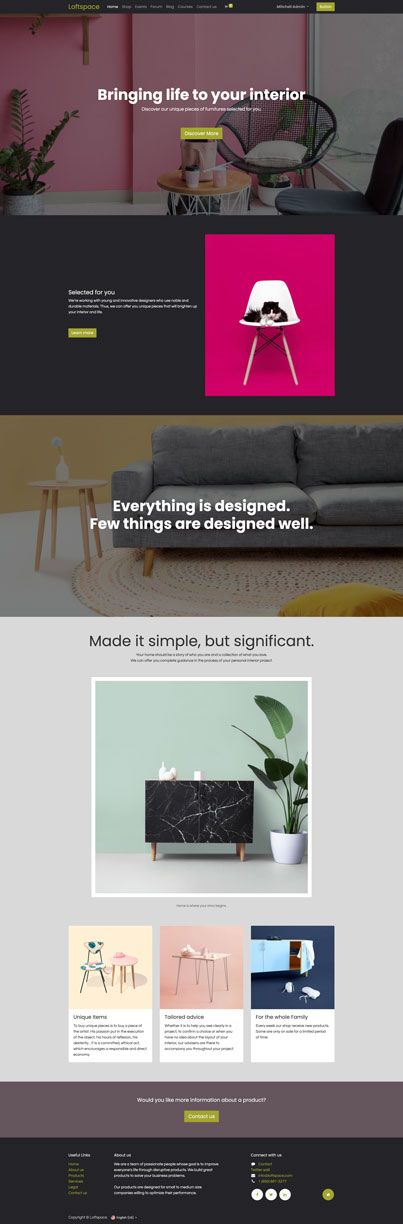 Loftspace
Home Shop Events Forum Blog Courses Contact us
Mitchell Admin
Button
Bringing life to your interior
Discover our unique pieces of furnitures selected for you.
Discover More
Selected for you
We're working with young and innovative designers who use noble and
durable materials. Thus, we can offer you unique pieces that will brighten up
your interior and life.
Learn more
Everything is designed.
Few things are designed well.
Made it simple, but significant.
Your home should be a story of who you are and a collection of what you love.
We can offer you complete guidance in the process of your personal interior project.
Home is where your story begins.
Unique Items
To buy unique pieces is to buy a piece of
the artist. His passion put in the execution
of the object. his hours of reflexion, his
dexterity... It is a committed, ethical act,
which encourages a responsible and direct
economy.
Tailored advice
Whether it is to help you see clearly in a
project, to confirm a choice or when you
have no idea about the layout of your
interior, our advisers are there to
accompany you throughout your project
For the whole Family
Every week our shop receive new products.
Some are only on sale for a limited period
of time.
Would you like more information about a product?
Contact us
Useful Links
Home
About us
Products
Services
Legal
Contact us
About us
We are a team of passionate people whose goal is to improve
everyone's life through disruptive products. We build great
products to solve your business problems.
Our products are designed for small to medium size
companies willing to optimize their performance.
Connect with us
Contact
info@loftspace.com
Copyright © Loftspace
English (US)